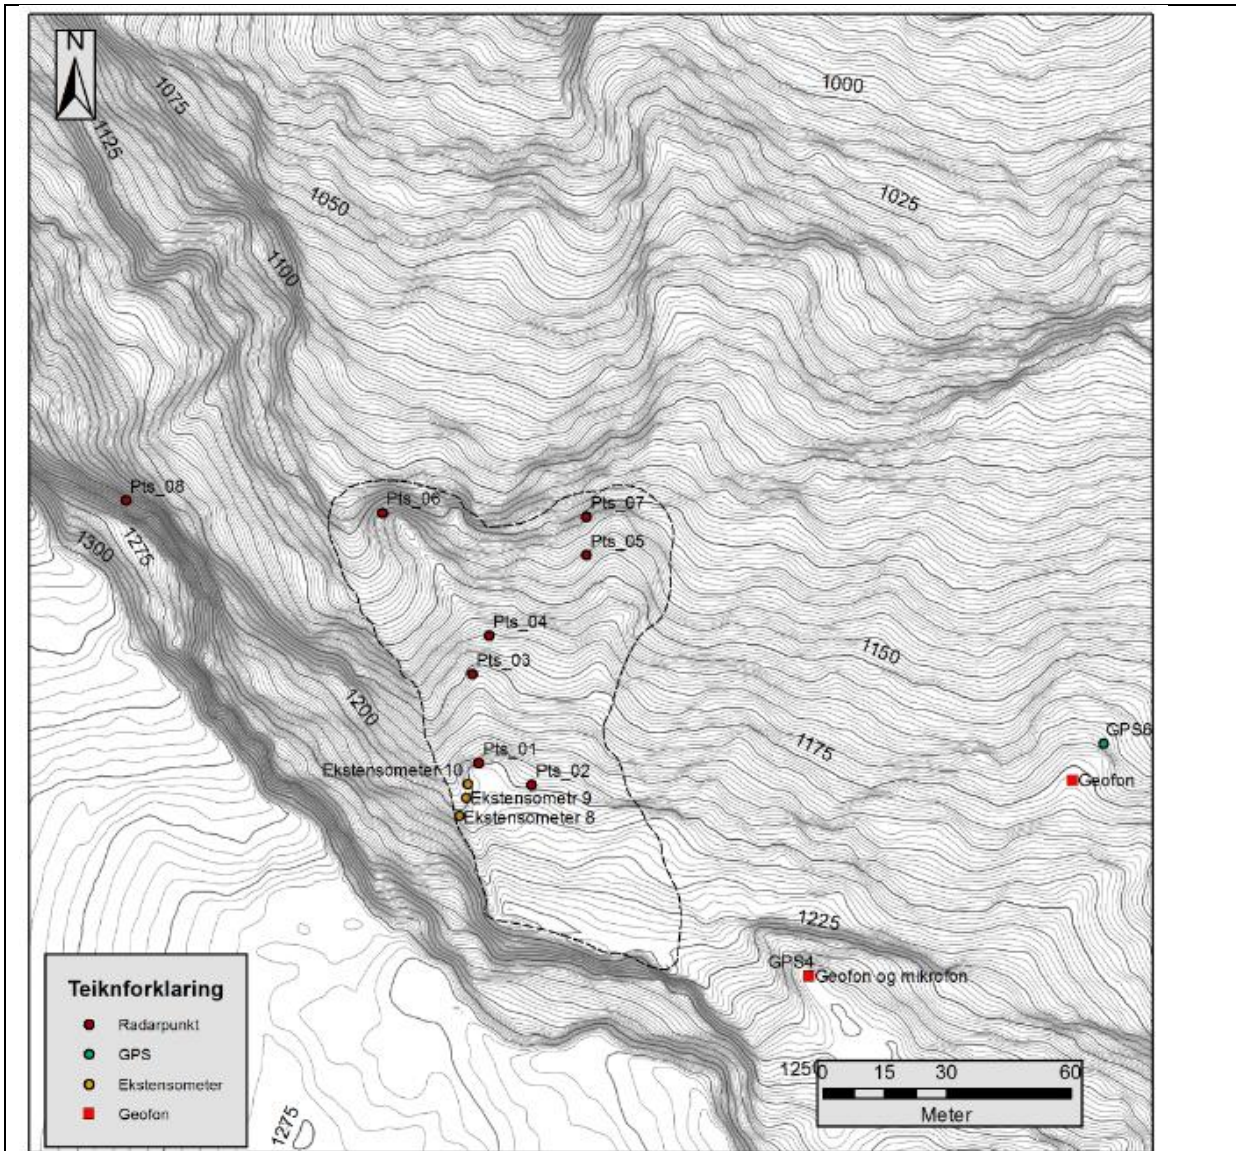 N
1000
1075
1125
1025
1050
1100
Pts_08
Pts_06
Pts_07
1300
1275
Pts_05
Pts_04
1150
Pts_03
1200
GPS6
Pts_01
1175
Ekstensometer 10
Pts_02
Geofon
Ekstensometr 9
Ekstensometer 8
1225
GPS4
Geofon og mikrofon
Teiknforklaring
Radarpunkt
GPS
Ekstensometer
Geofon
1250
0 15 30 60
Meter
1275